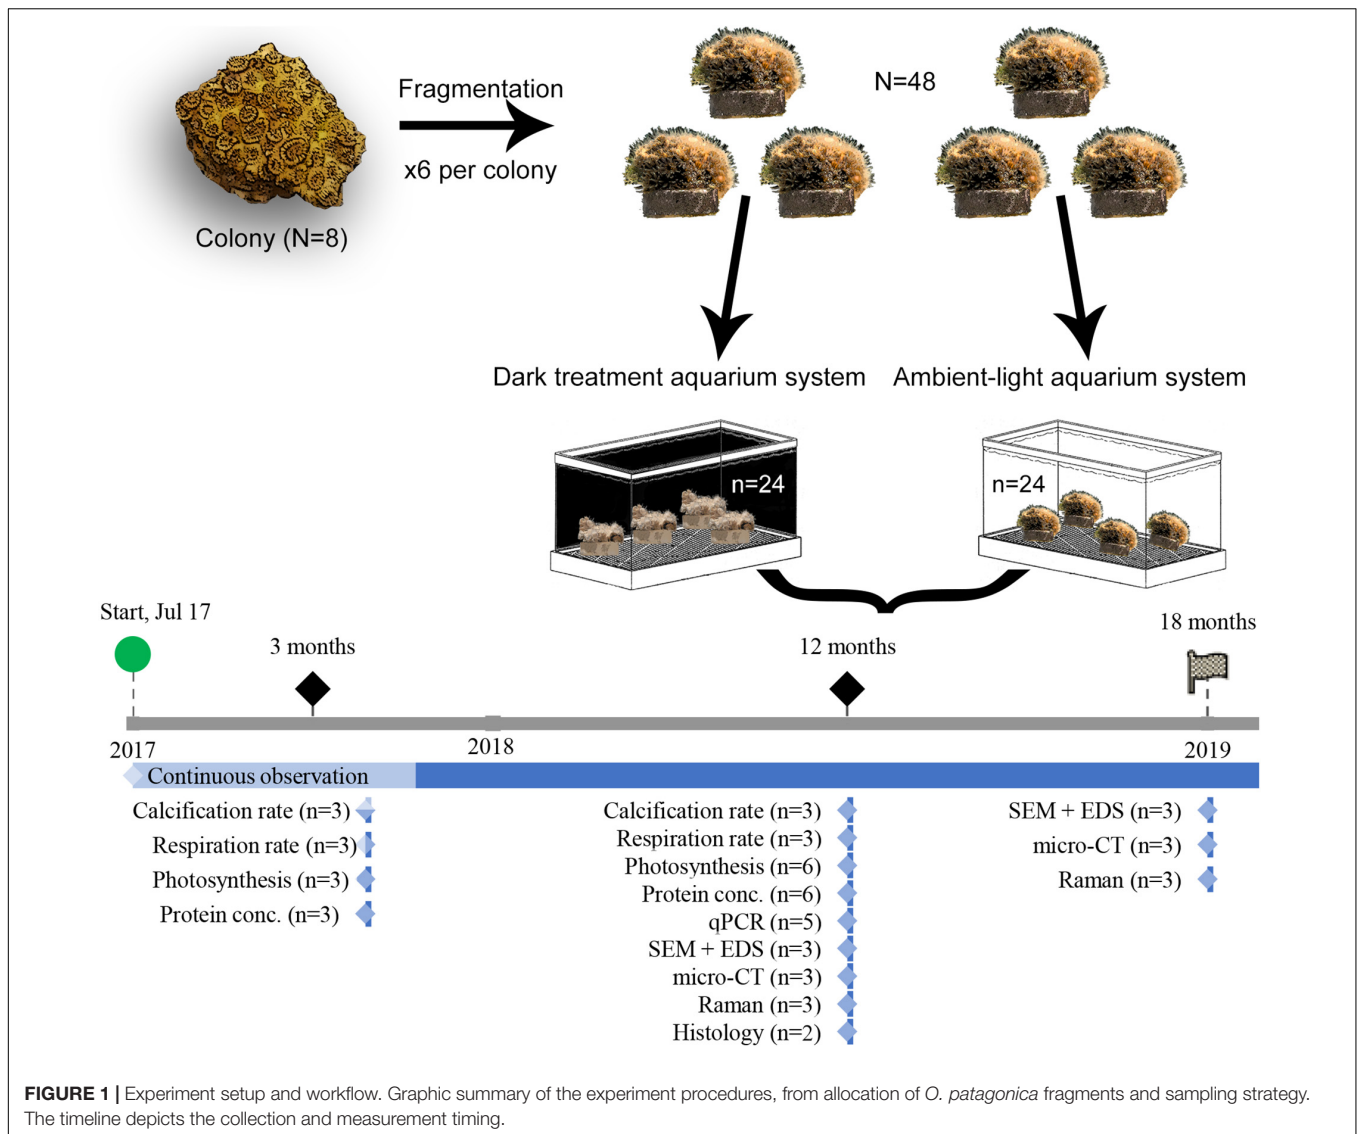 Fragmentation
x6 per colony
Colony (N=8)
N=48
Dark treatment aquarium system
Ambient-light aquarium system
n=24
n=24
Start, Jul 17
3 months
12 months
18 months
2017
2018
2019
Continuous observation
Calcification rate (n=3)
Respiration rate (n=3)
Photosynthesis (n=3)
Protein conc. (n=3)
Calcification rate (n=3)
Respiration rate (n=3)
Photosynthesis (n=6)
Protein conc. (n=6)
qPCR (n=5)
SEM + EDS (n=3)
micro-CT (n=3)
Raman (n=3)
Histology (n=2)
SEM + EDS (n=3)
micro-CT (n=3)
Raman (n=3)
FIGURE 1 | Experiment setup and workflow. Graphic summary of the experiment procedures, from allocation of O. patagonica fragments and sampling strategy.
The timeline depicts the collection and measurement timing.